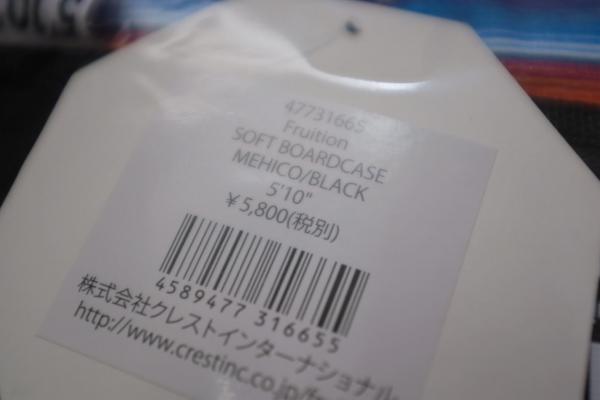 47731665
Fruition
SOFT BOARDCASE
MEHICO/BLACK
5'10"
¥5,800(税別)
4589477 316655
株式会社クレストインターナショナル
http://www.crestinc.co.jp/